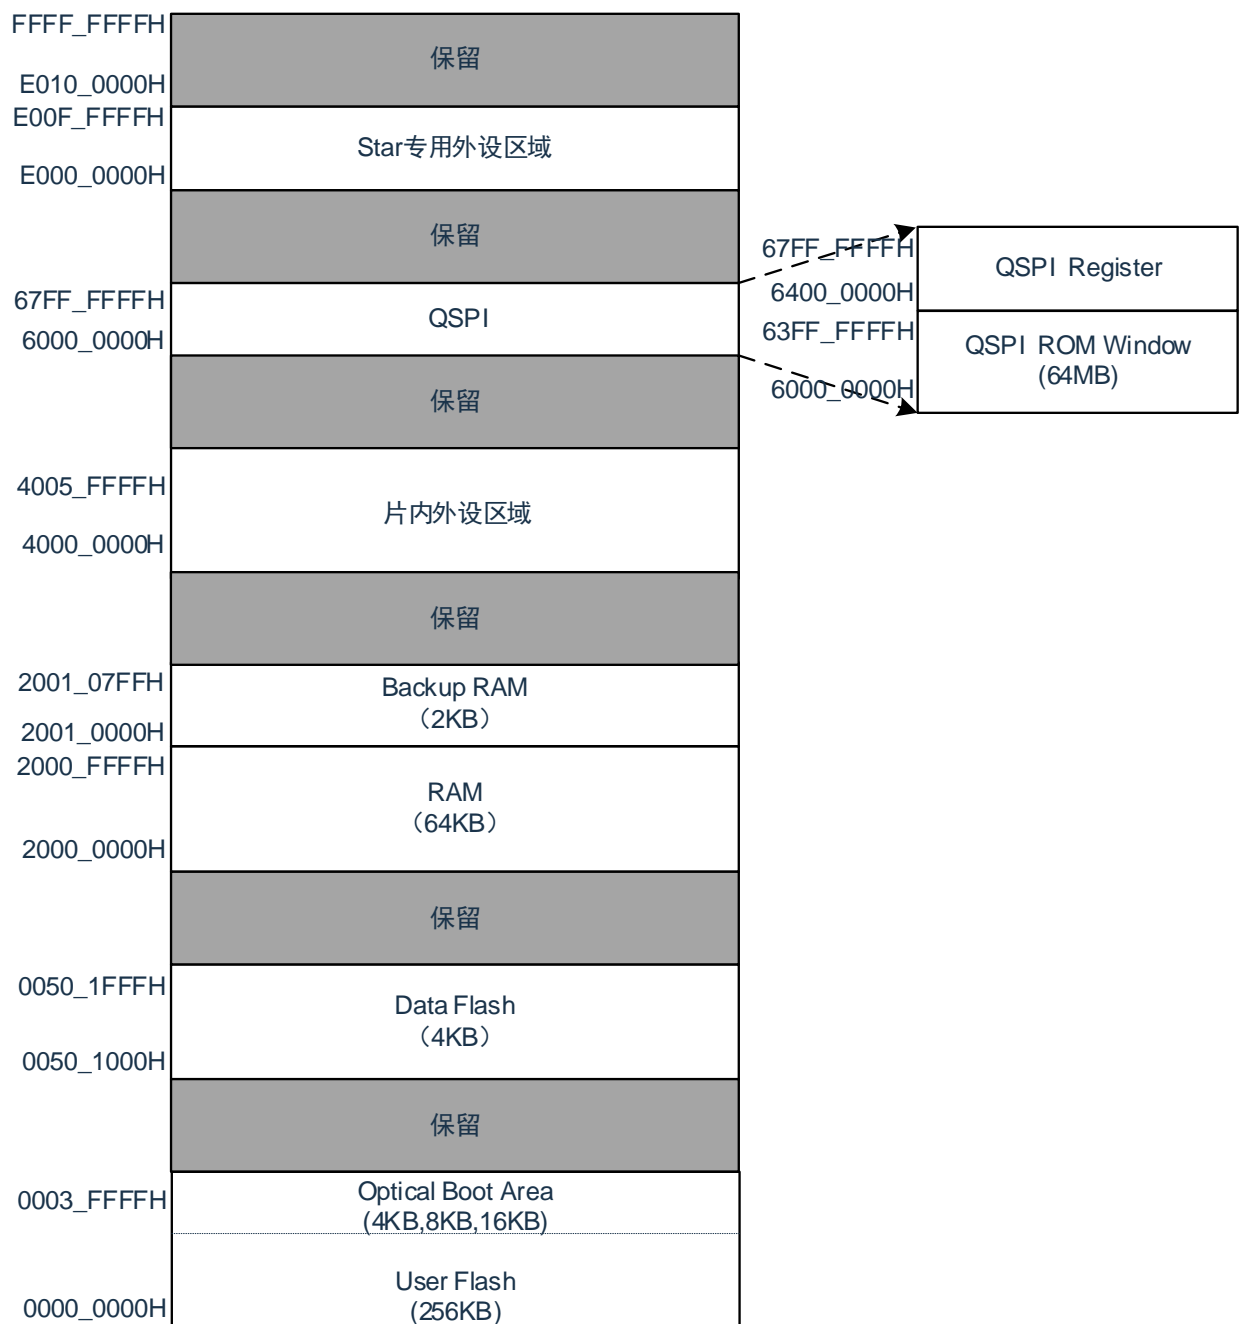 FFFF_FFFFH
保留
E010_0000H
E00F_FFFFH
Star专用外设区域
E000_0000H
保留
67FF_FFFFH
QSPI
6000_0000H
67FF_FFFFH
QSPI Register
6400_0000H
63FF_FFFFH
QSPI ROM Window
(64MB)
6000_0000H
保留
4005_FFFFH
片内外设区域
4000_0000H
保留
2001_07FFH
Backup RAM
（2KB）
2001_0000H
2000_FFFFH
RAM
（64KB）
2000_0000H
保留
0050_1FFFH
Data Flash
（4KB）
0050_1000H
保留
0003_FFFFH
Optical Boot Area
(4KB,8KB,16KB)
User Flash
(256KB)
0000_0000H